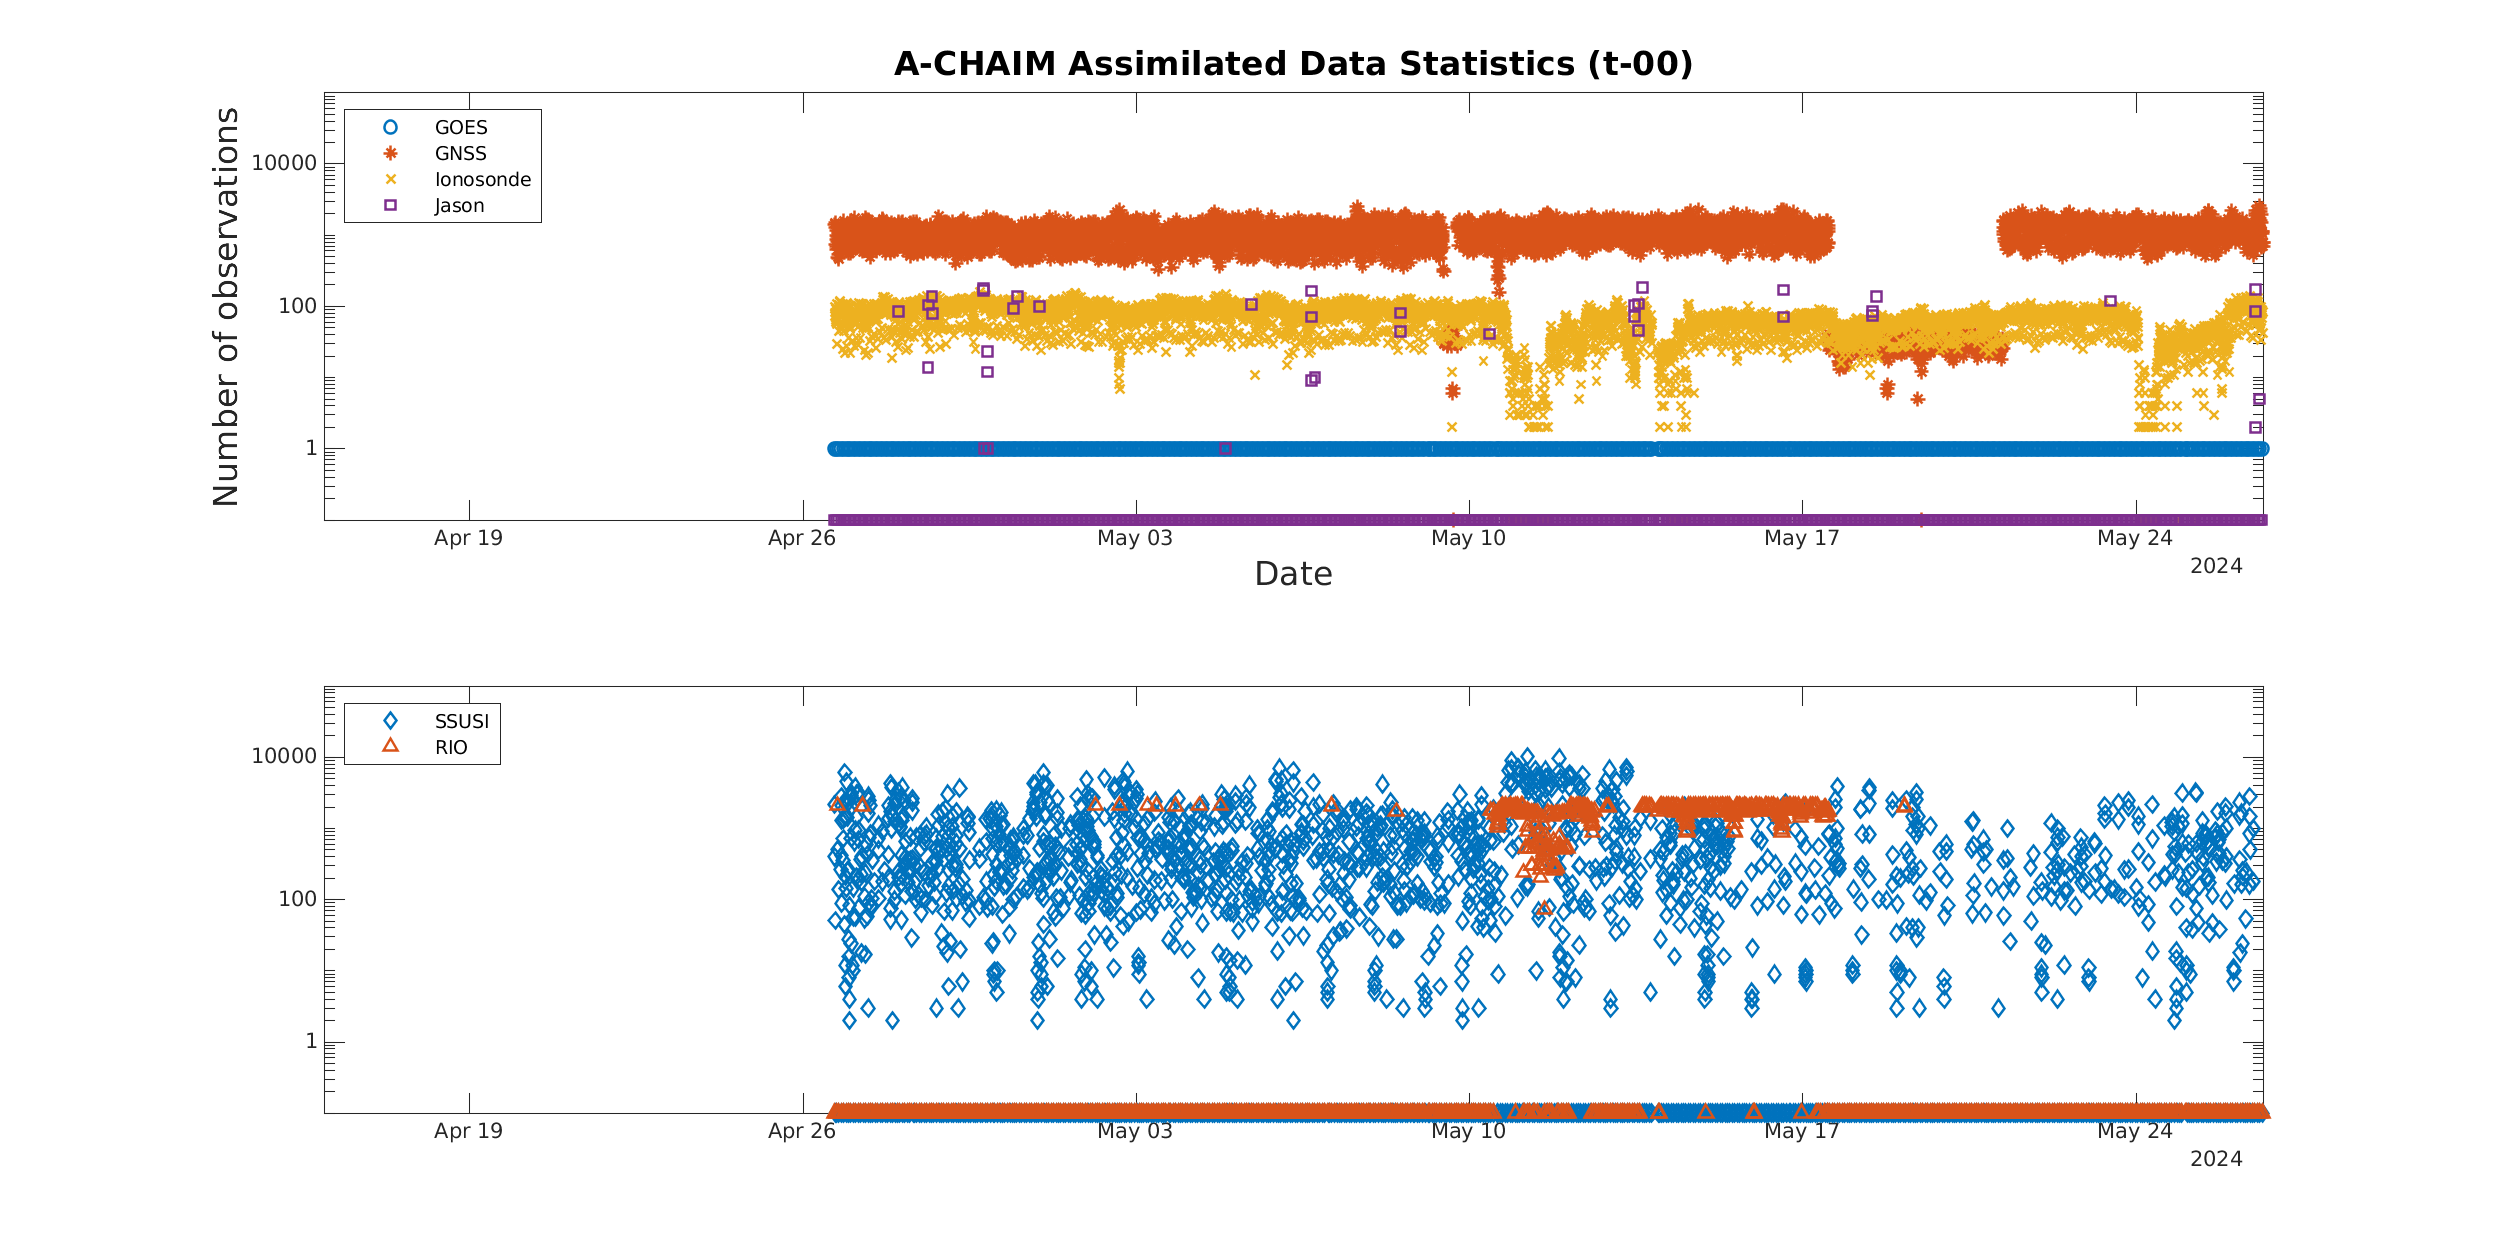 A-CHAIM Assimilated Data Statistics (t-00)
Number of observations
10000
100
1
GOES
GNSS
Ionosonde
Jason
Apr 19
Apr 26
May 03
May 10
May 17
May 24
2024
Date
10000
100
1
SSUSI
RIO
Apr 19
Apr 26
May 03
May 10
May 17
May 24
2024